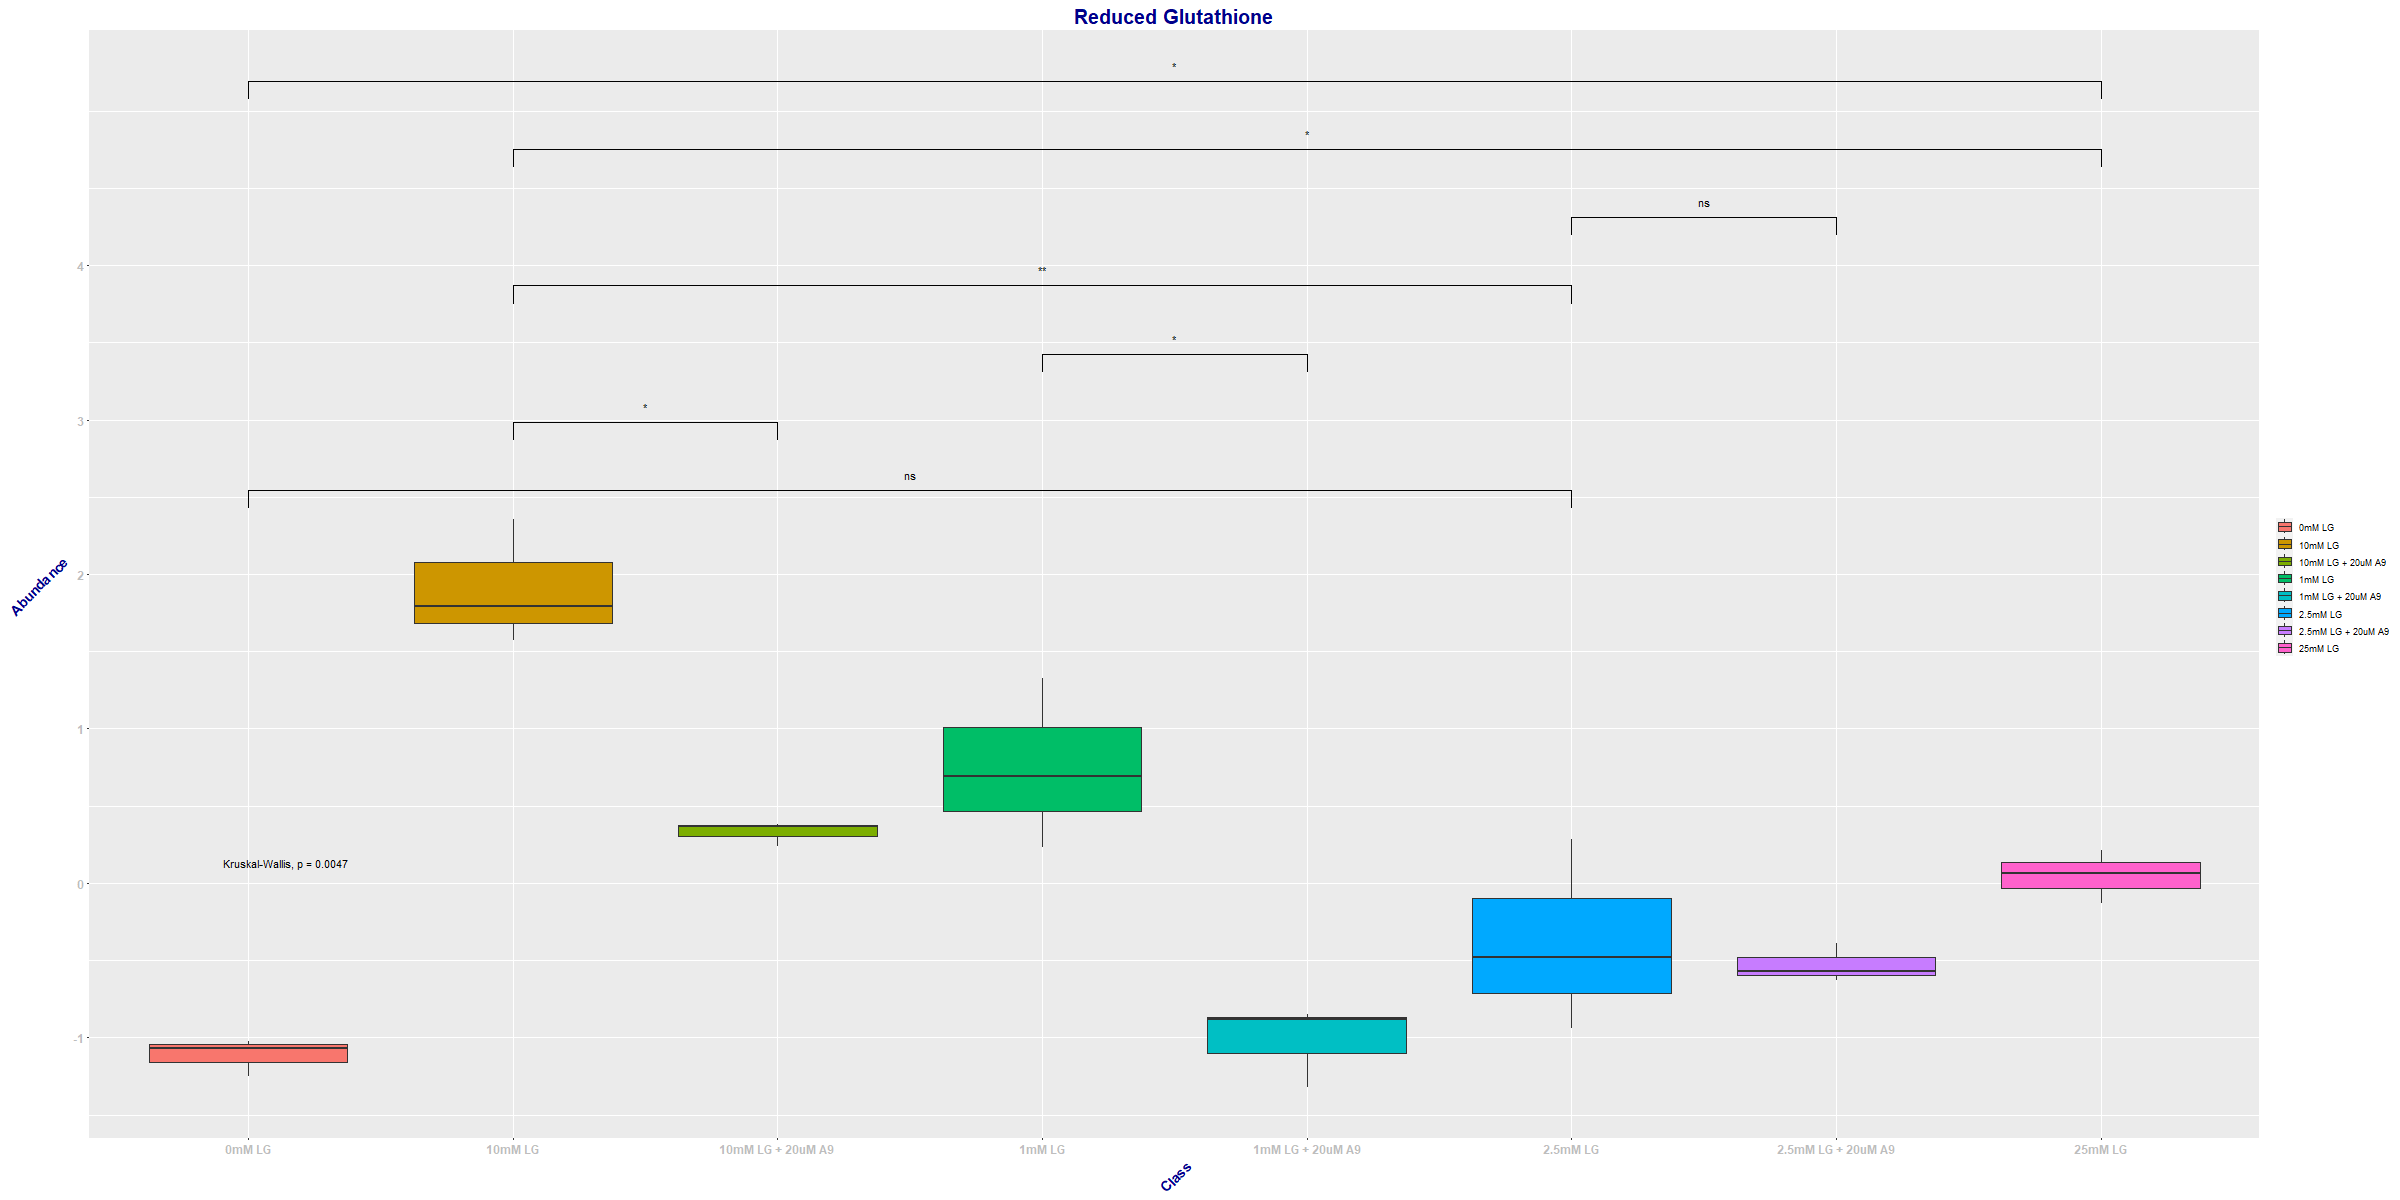 Reduced Glutathione
*
*
ns
**
*
*
ns
4
3
2
1
0
-1
Abundance
Kruskal-Wallis, p = 0.0047
0mM LG
10mM LG
10mM LG + 20uM A9
1mM LG
1mM LG + 20uM A9
2.5mM LG
2.5mM LG + 20uM A9
25mM LG
Class
0mM LG
10mM LG
10mM LG + 20uM A9
1mM LG
1mM LG + 20uM A9
2.5mM LG
2.5mM LG + 20uM A9
25mM LG